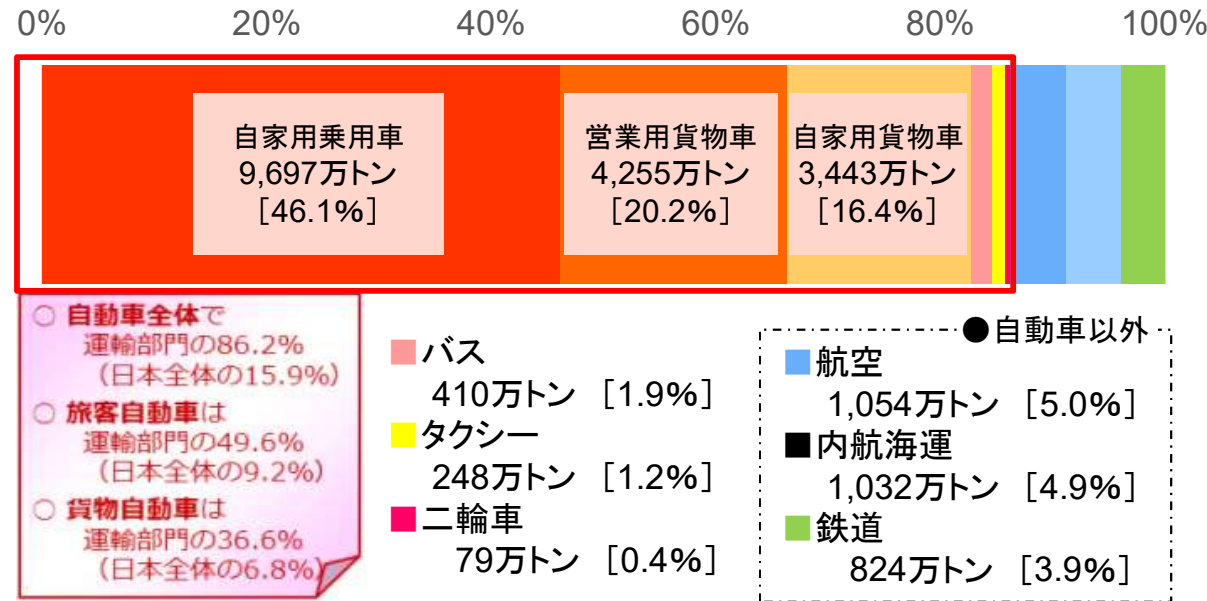 0% 20% 40% 60% 80% 100%
自家用乗用車
9,697万トン
［46.1%］
営業用貨物車
4,255万トン
［20.2%］
自家用貨物車
3,443万トン
［16.4%］
○ 自動車全体で
運輸部門の86.2%
（日本全体の15.9%）
○ 旅客自動車は
運輸部門の49.6%
（日本全体の9.2%）
○ 貨物自動車は
運輸部門の36.6%
（日本全体の6.8%）
■バス
410万トン ［1.9%］
■タクシー
248万トン ［1.2%］
■二輪車
79万トン ［0.4%］
●自動車以外
■航空
1,054万トン ［5.0%］
■内航海運
1,032万トン ［4.9%］
■鉄道
824万トン ［3.9%］